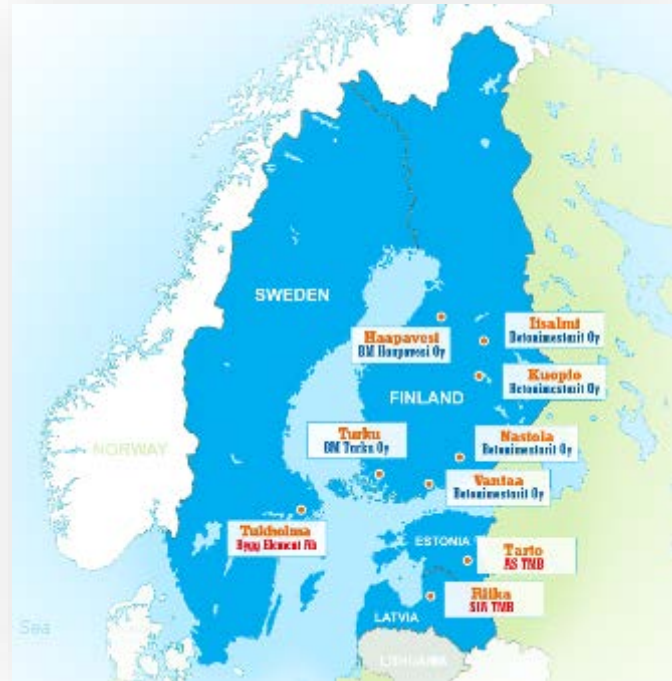 SWEDEN
Haapavesi
BM Haapavesi Oy
Iisalmi
Betonimestarit Oy
Kuopio
Betonimestarit Oy
FINLAND
NORWAY
Turku
BM Turku Oy
Nastola
Betonimestarit Oy
Vantaa
Betonimestarit Oy
Tukholma
Bygg Element Ab
ESTONIA
Tarto
AS TMB
Riika
SIA TMB
LATVIA
Sea
LITHUANIA